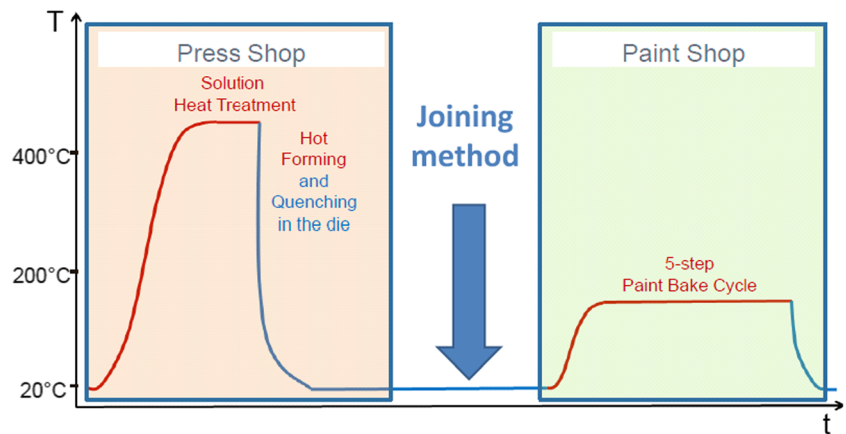 T
Press Shop
Paint Shop
Solution
Heat Treatment
Hot
Forming
and
Quenching
in the die
Joining
method
5-step
Paint Bake Cycle
400°C
200°C
20°C
t